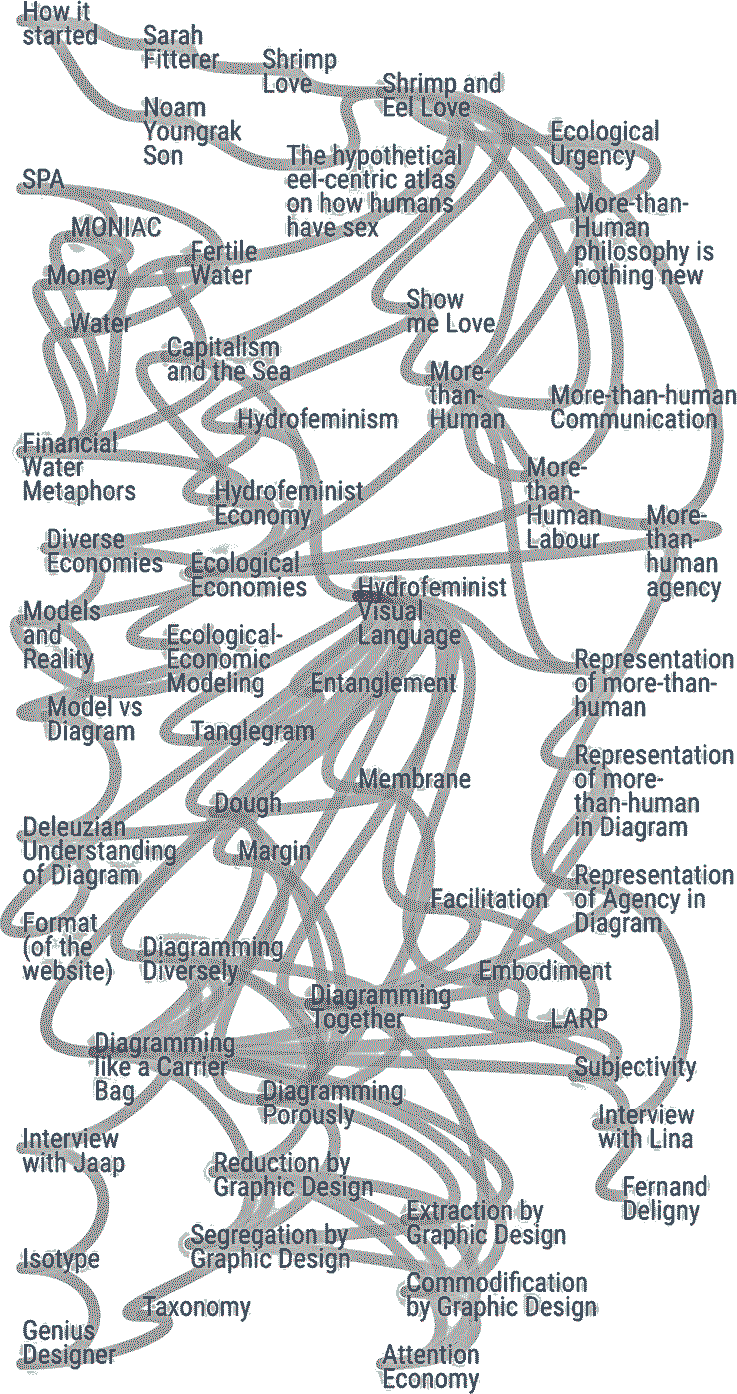 How it
started
Sarah
Fitterer
Shrimp
Love
Shrimp and
Eel Love
Noam
Youngrak
Son
The hypothetical
eel-centric atlas
on how humans
have sex
Ecological
Urgency
SPA
More-than-
Human
philosophy is
nothing new
MONIAC
Fertile
Water
Money
Show
me Love
Water
Capitalism
and the Sea
More-
than-
Human
More-than-human
Communication
Hydrofeminism
Financial
Water
Metaphors
More-
than-
Human
Labour
Hydrofeminist
Economy
More-
than-
human
agency
Diverse
Economies
Ecological
Economies
Hydrofeminist
Visual
Language
Models
and
Reality
Ecological-
Economic
Modeling
Representation
of more-than-
human
Entanglement
Model vs
Diagram
Tanglegram
Representation
of more-
than-human
in Diagram
Membrane
Dough
Deleuzian
Understanding
of Diagram
Margin
Representation
of Agency in
Diagram
Facilitation
Format
(of the
website)
Diagramming
Diversely
Embodiment
Diagramming
Together
LARP
Diagramming
like a Carrier
Bag
Subjectivity
Diagramming
Porously
Interview
with Lina
Interview
with Jaap
Reduction by
Graphic Design
Fernand
Deligny
Extraction by
Graphic Design
Segregation by
Graphic Design
Isotype
Commodification
by Graphic Design
Taxonomy
Genius
Designer
Attention
Economy